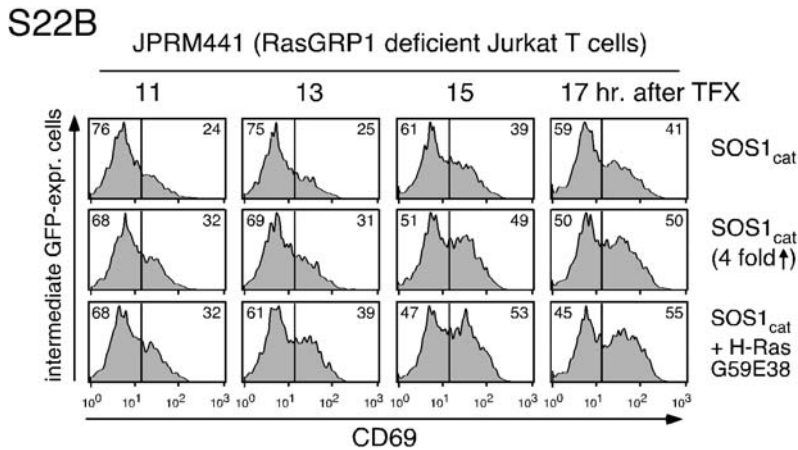 S22B
JPRM441 (RasGRP1 deficient Jurkat T cells)
11 13 15 17 hr. after TFX
intermediate GFP-expr. cells
76 24 75 25 61 39 59 41
SOS1cat
68 32 69 31 51 49 50 50
SOS1cat
(4 fold↑)
68 32 61 39 47 53 45 55
SOS1cat
+ H-Ras
G59E38
10⁰ 10¹ 10² 10³ 10⁰ 10¹ 10² 10³ 10⁰ 10¹ 10² 10³ 10⁰ 10¹ 10² 10³
CD69